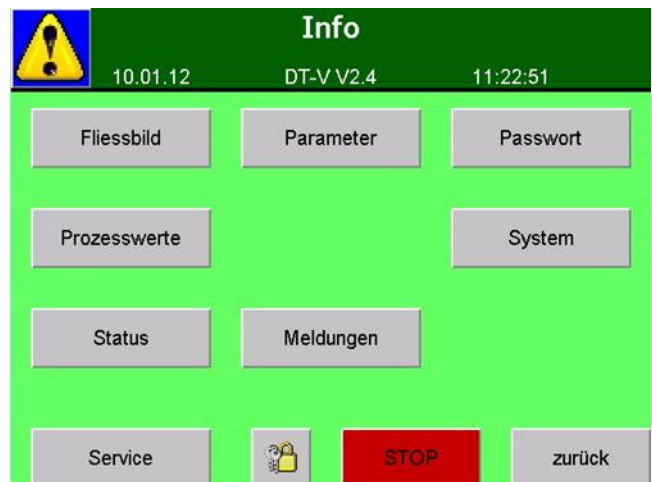 Info
10.01.12 DT-V V2.4 11:22:51
Fliessbild Parameter Passwort
Prozesswerte System
Status Meldungen
Service STOP zurück